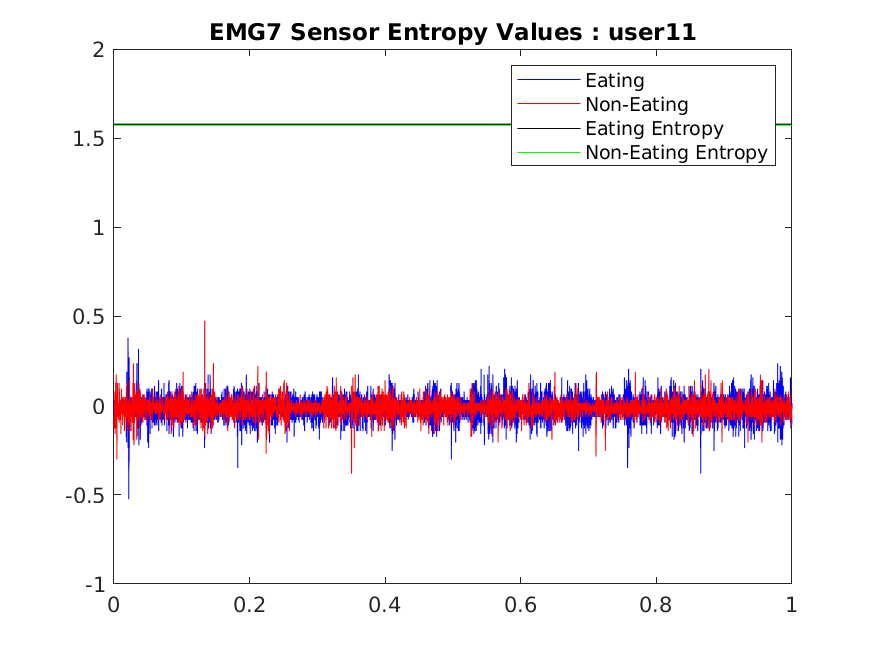 EMG7 Sensor Entropy Values : user11
2
Eating
Non-Eating
Eating Entropy
Non-Eating Entropy
1.5
1
0.5
0
-0.5
-1
0 0.2 0.4 0.6 0.8 1